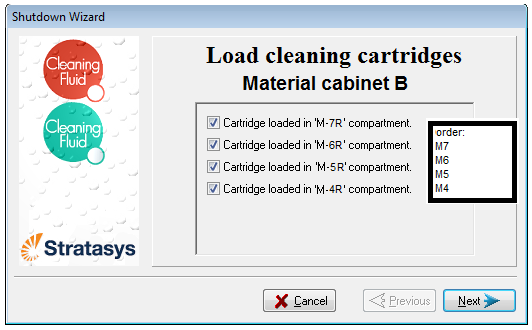 Shutdown Wizard
Cleaning
Fluid
Cleaning
Fluid
Stratasys
Load cleaning cartridges
Material cabinet B
Cartridge loaded in 'M-7R' compartment.
Cartridge loaded in 'M-6R' compartment.
Cartridge loaded in 'M-5R' compartment.
Cartridge loaded in 'M-4R' compartment.
order:
M7
M6
M5
M4
Cancel
Previous
Next